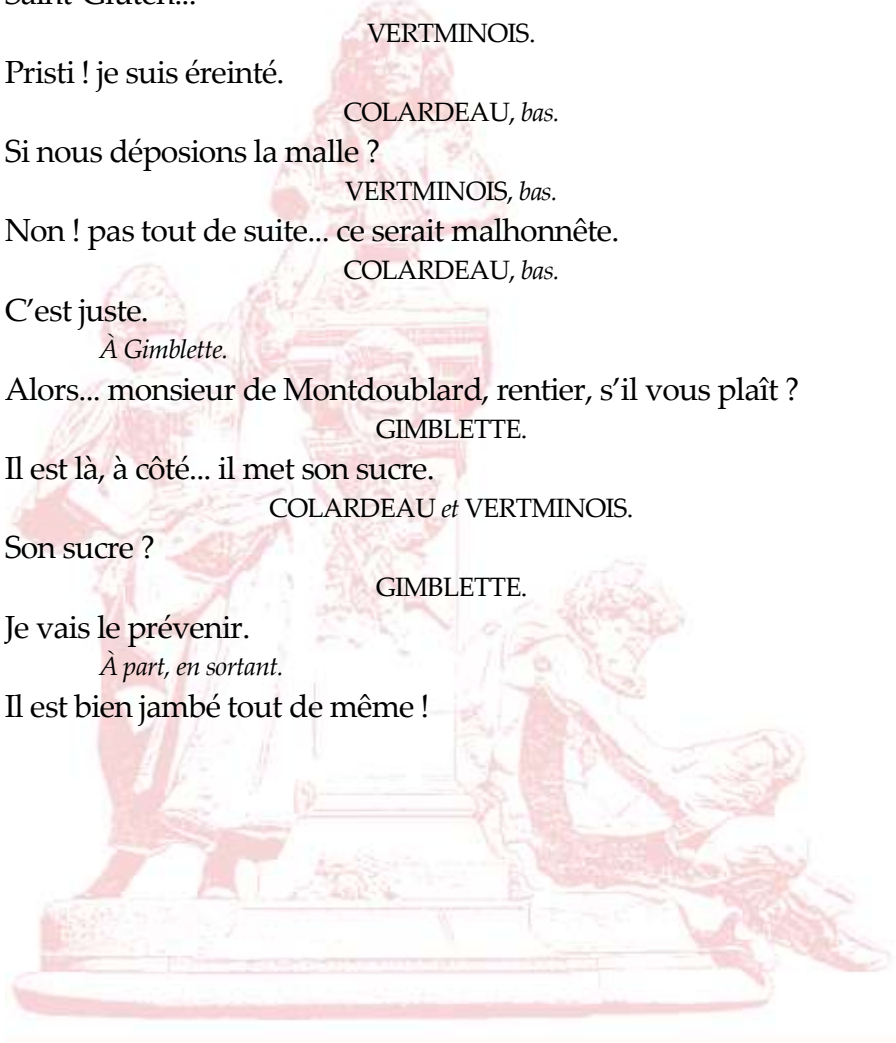 VERTMINOIS.
Pristi ! je suis éreinté.
COLARDEAU, bas.
Si nous déposions la malle ?
VERTMINOIS, bas.
Non ! pas tout de suite... ce serait malhonnête.
COLARDEAU, bas.
C’est juste.
À Gimblette.
Alors... monsieur de Montdoublard, rentier, s’il vous plaît ?
GIMBLETTE.
Il est là, à côté... il met son sucre.
COLARDEAU et VERTMINOIS.
Son sucre ?
GIMBLETTE.
Je vais le prévenir.
À part, en sortant.
Il est bien jambé tout de même !